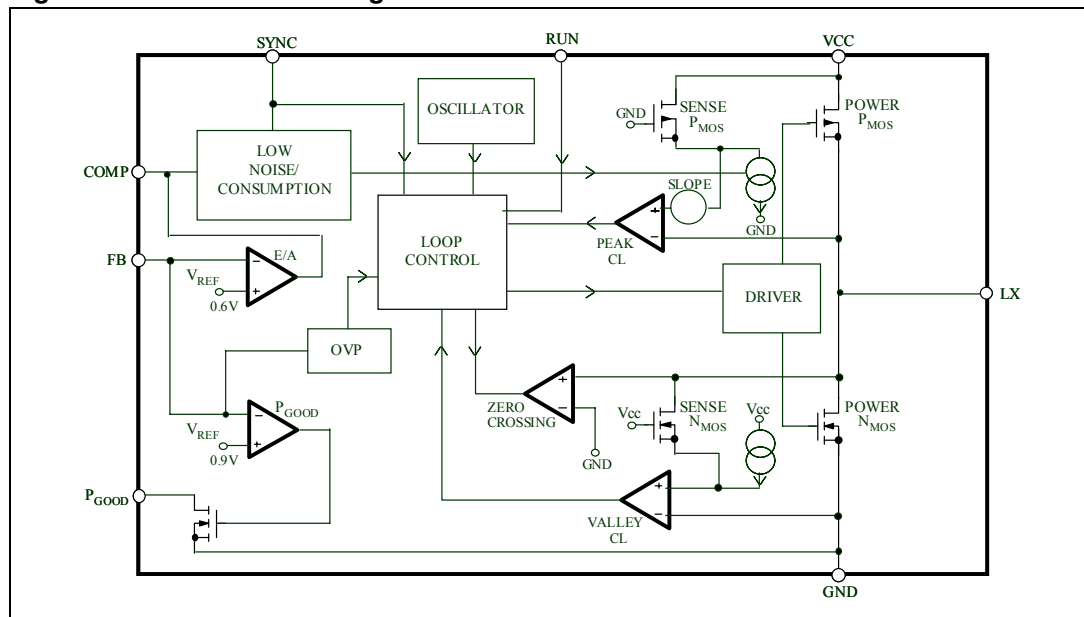 SYNC
RUN
VCC
OSCILLATOR
GND
SENSE
PMOS
POWER
PMOS
LOW
NOISE/
CONSUMPTION
COMP
SLOPE
+
−
GND
PEAK
CL
LOOP
CONTROL
FB
E/A
−
VREF
+
0.6V
DRIVER
LX
OVP
PGOOD
−
VREF
+
0.9V
+
−
ZERO
CROSSING
GND
Vcc
SENSE
NMOS
Vcc
POWER
NMOS
PGOOD
+
−
VALLEY
CL
GND